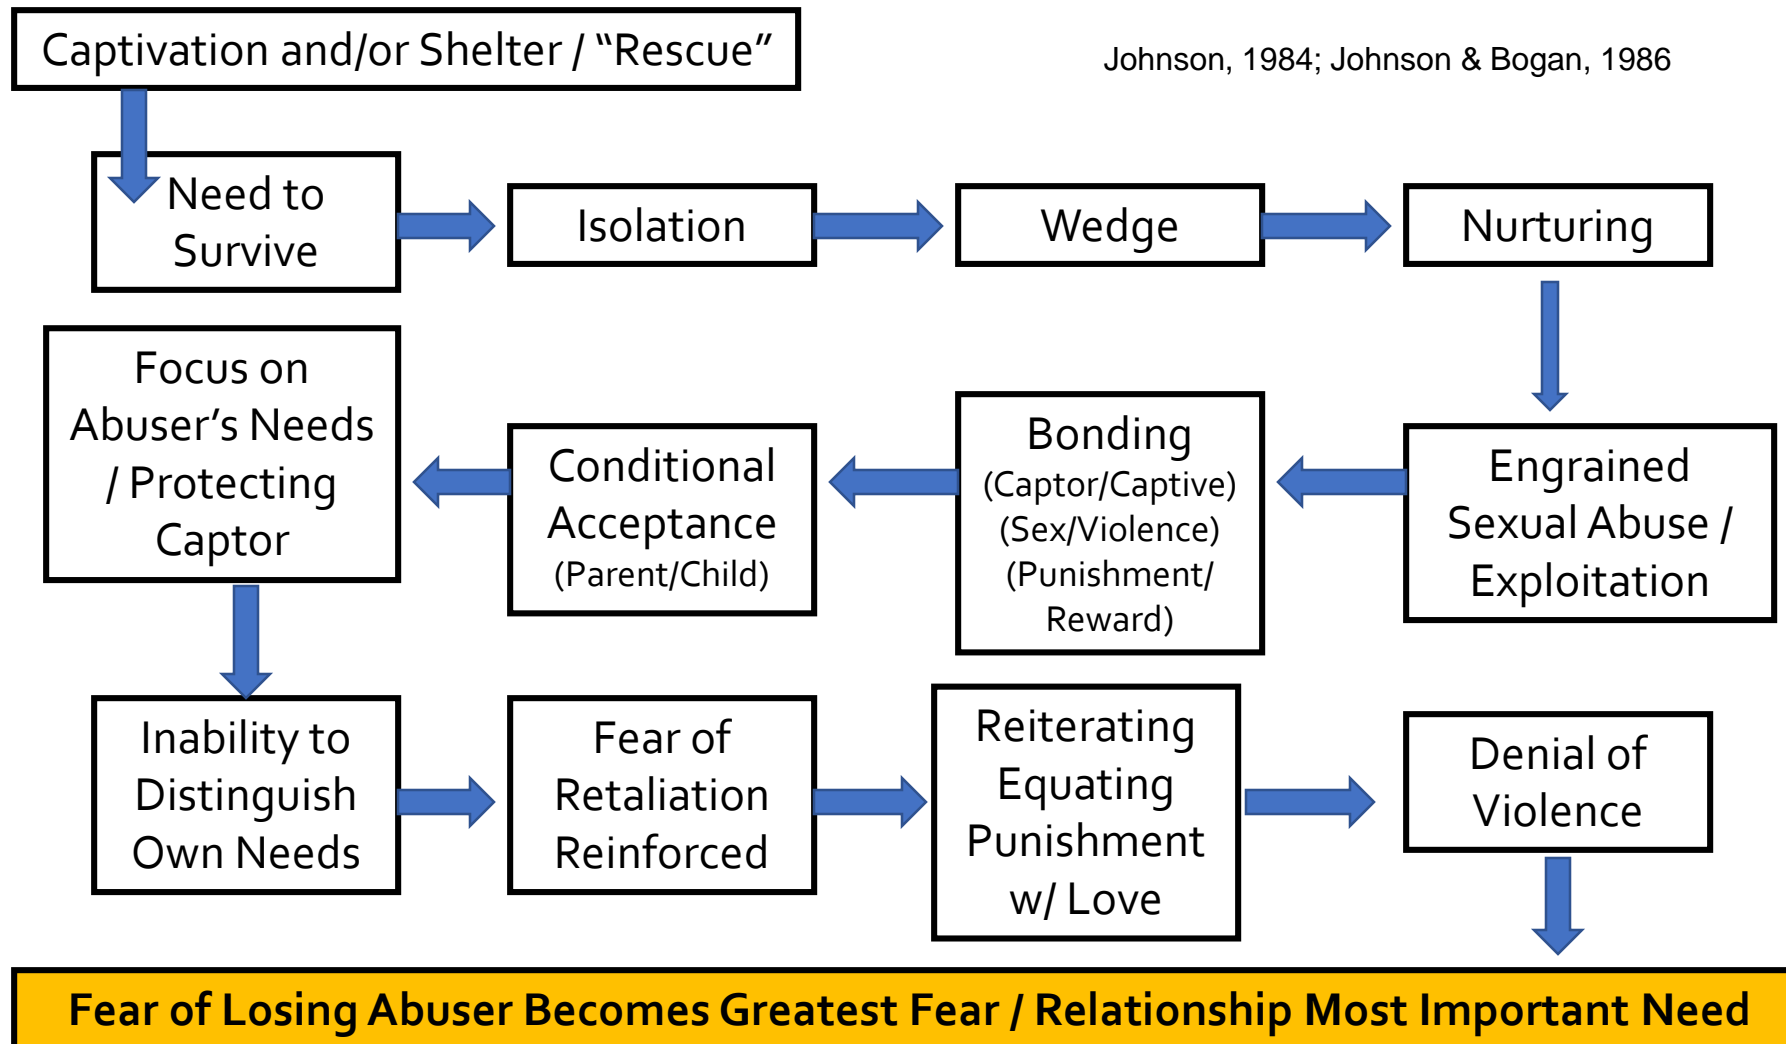 Captivation and/or Shelter / “Rescue”
Johnson, 1984; Johnson & Bogan, 1986
Need to
Survive
Isolation
Wedge
Nurturing
Engrained
Sexual Abuse /
Exploitation
Bonding
(Captor/Captive)
(Sex/Violence)
(Punishment/
Reward)
Conditional
Acceptance
(Parent/Child)
Focus on
Abuser’s Needs
/ Protecting
Captor
Inability to
Distinguish
Own Needs
Fear of
Retaliation
Reinforced
Reiterating
Equating
Punishment
w/ Love
Denial of
Violence
Fear of Losing Abuser Becomes Greatest Fear / Relationship Most Important Need